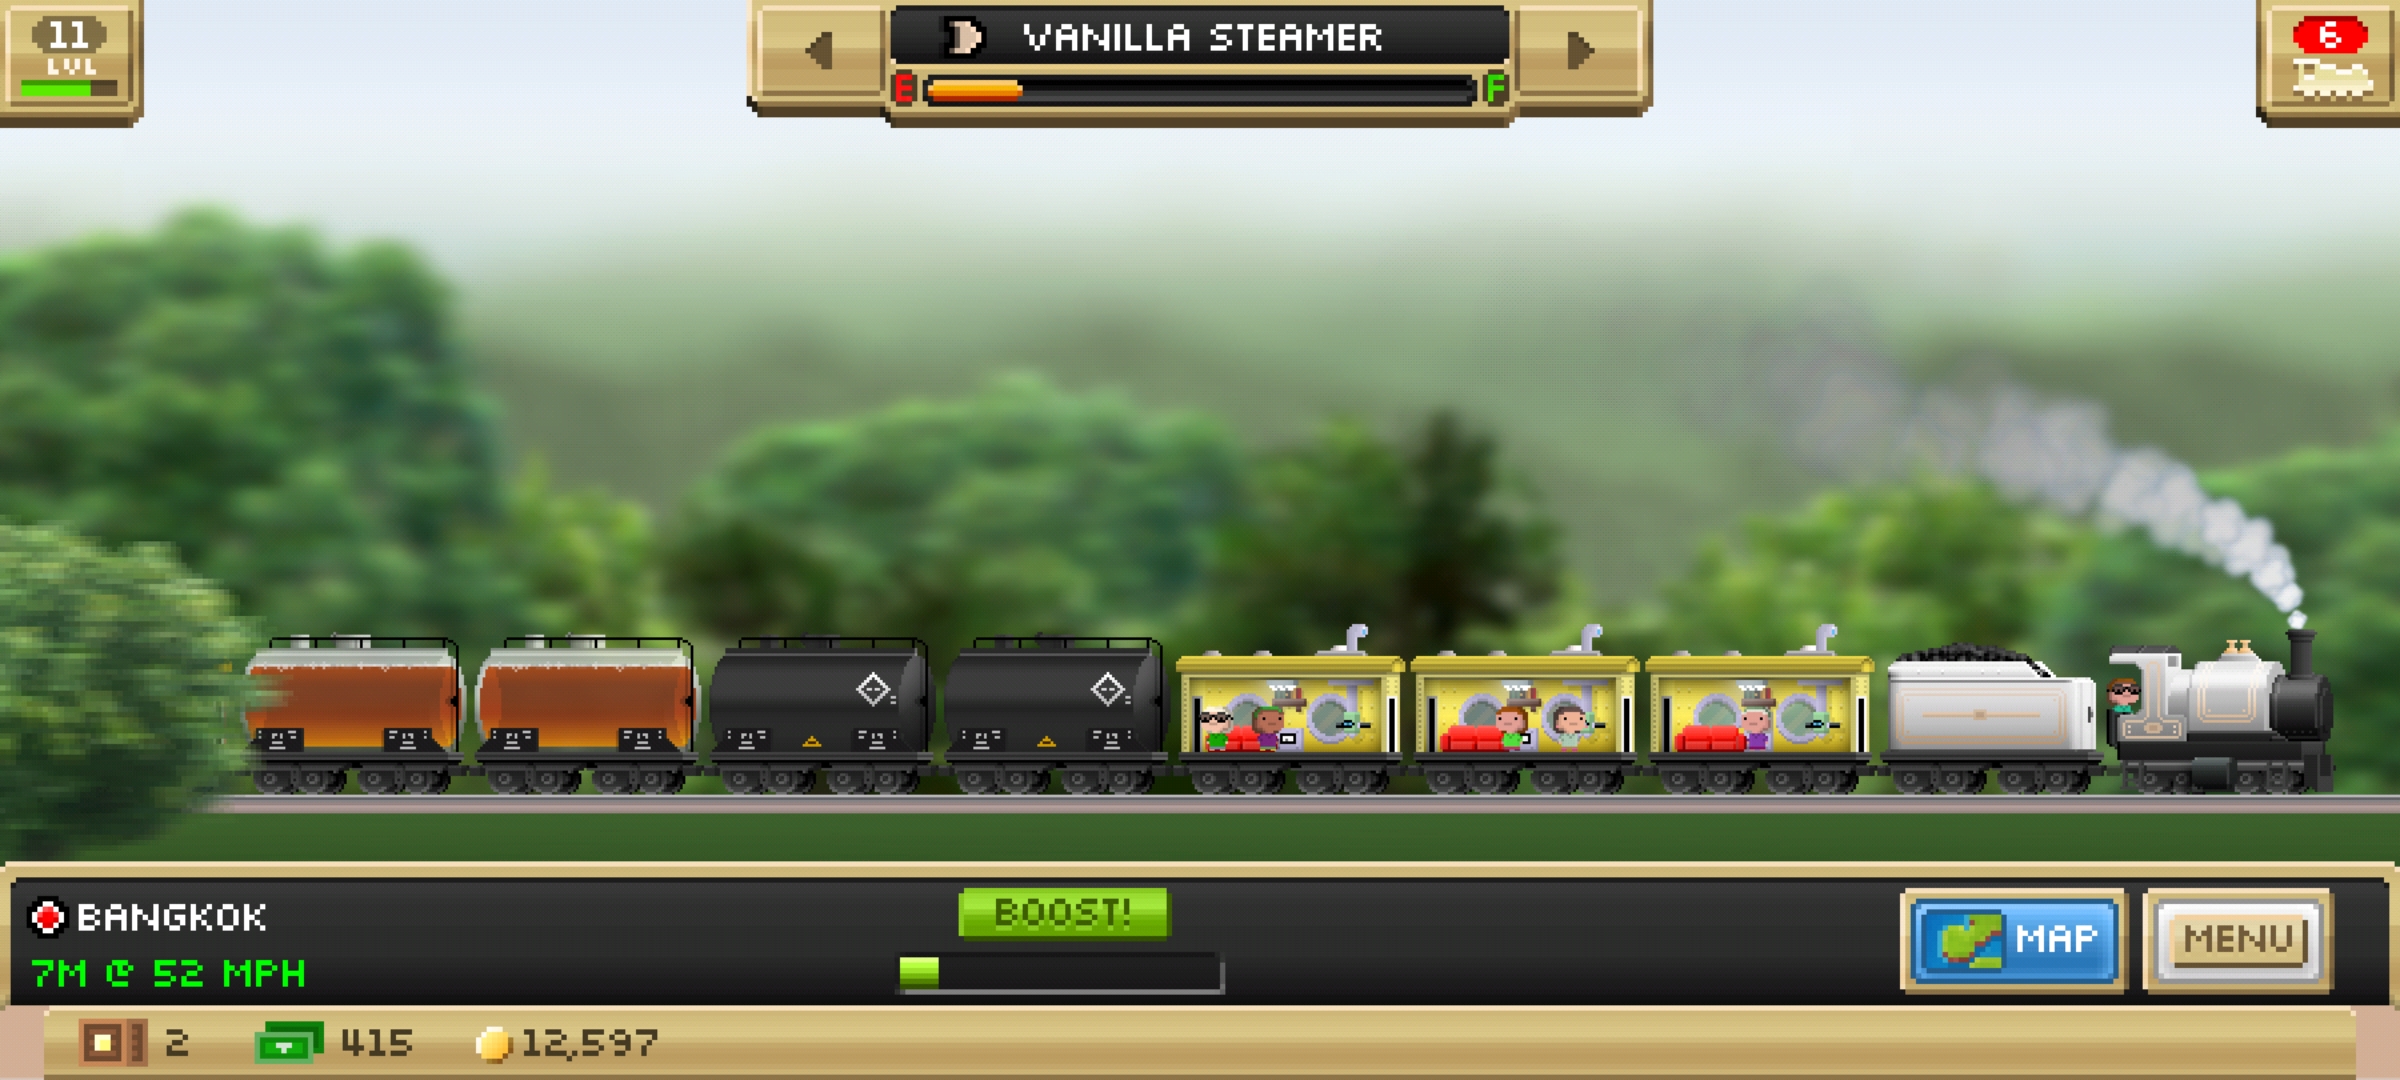 11
LVL
VANILLA STEAMER
E F
6
BANGKOK
7M @ 52 MPH
BOOST!
MAP
MENU
2
415
12,597